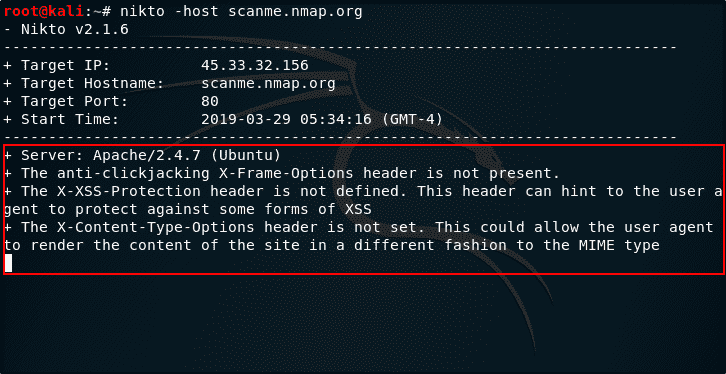 root@kali:~# nikto -host scanme.nmap.org
- Nikto v2.1.6
---------------------------------------------------------------------------
+ Target IP:          45.33.32.156
+ Target Hostname:    scanme.nmap.org
+ Target Port:        80
+ Start Time:         2019-03-29 05:34:16 (GMT-4)
---------------------------------------------------------------------------
+ Server: Apache/2.4.7 (Ubuntu)
+ The anti-clickjacking X-Frame-Options header is not present.
+ The X-XSS-Protection header is not defined. This header can hint to the user a
gent to protect against some forms of XSS
+ The X-Content-Type-Options header is not set. This could allow the user agent
to render the content of the site in a different fashion to the MIME type